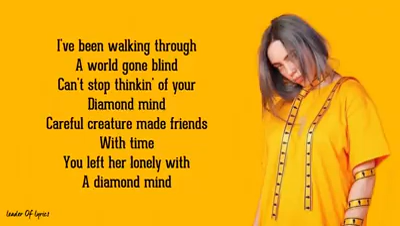 I've been walking through
A world gone blind
Can't stop thinkin' of your
Diamond mind
Careful creature made friends
With time
You left her lonely with
A diamond mind
Leader Of Lyrics